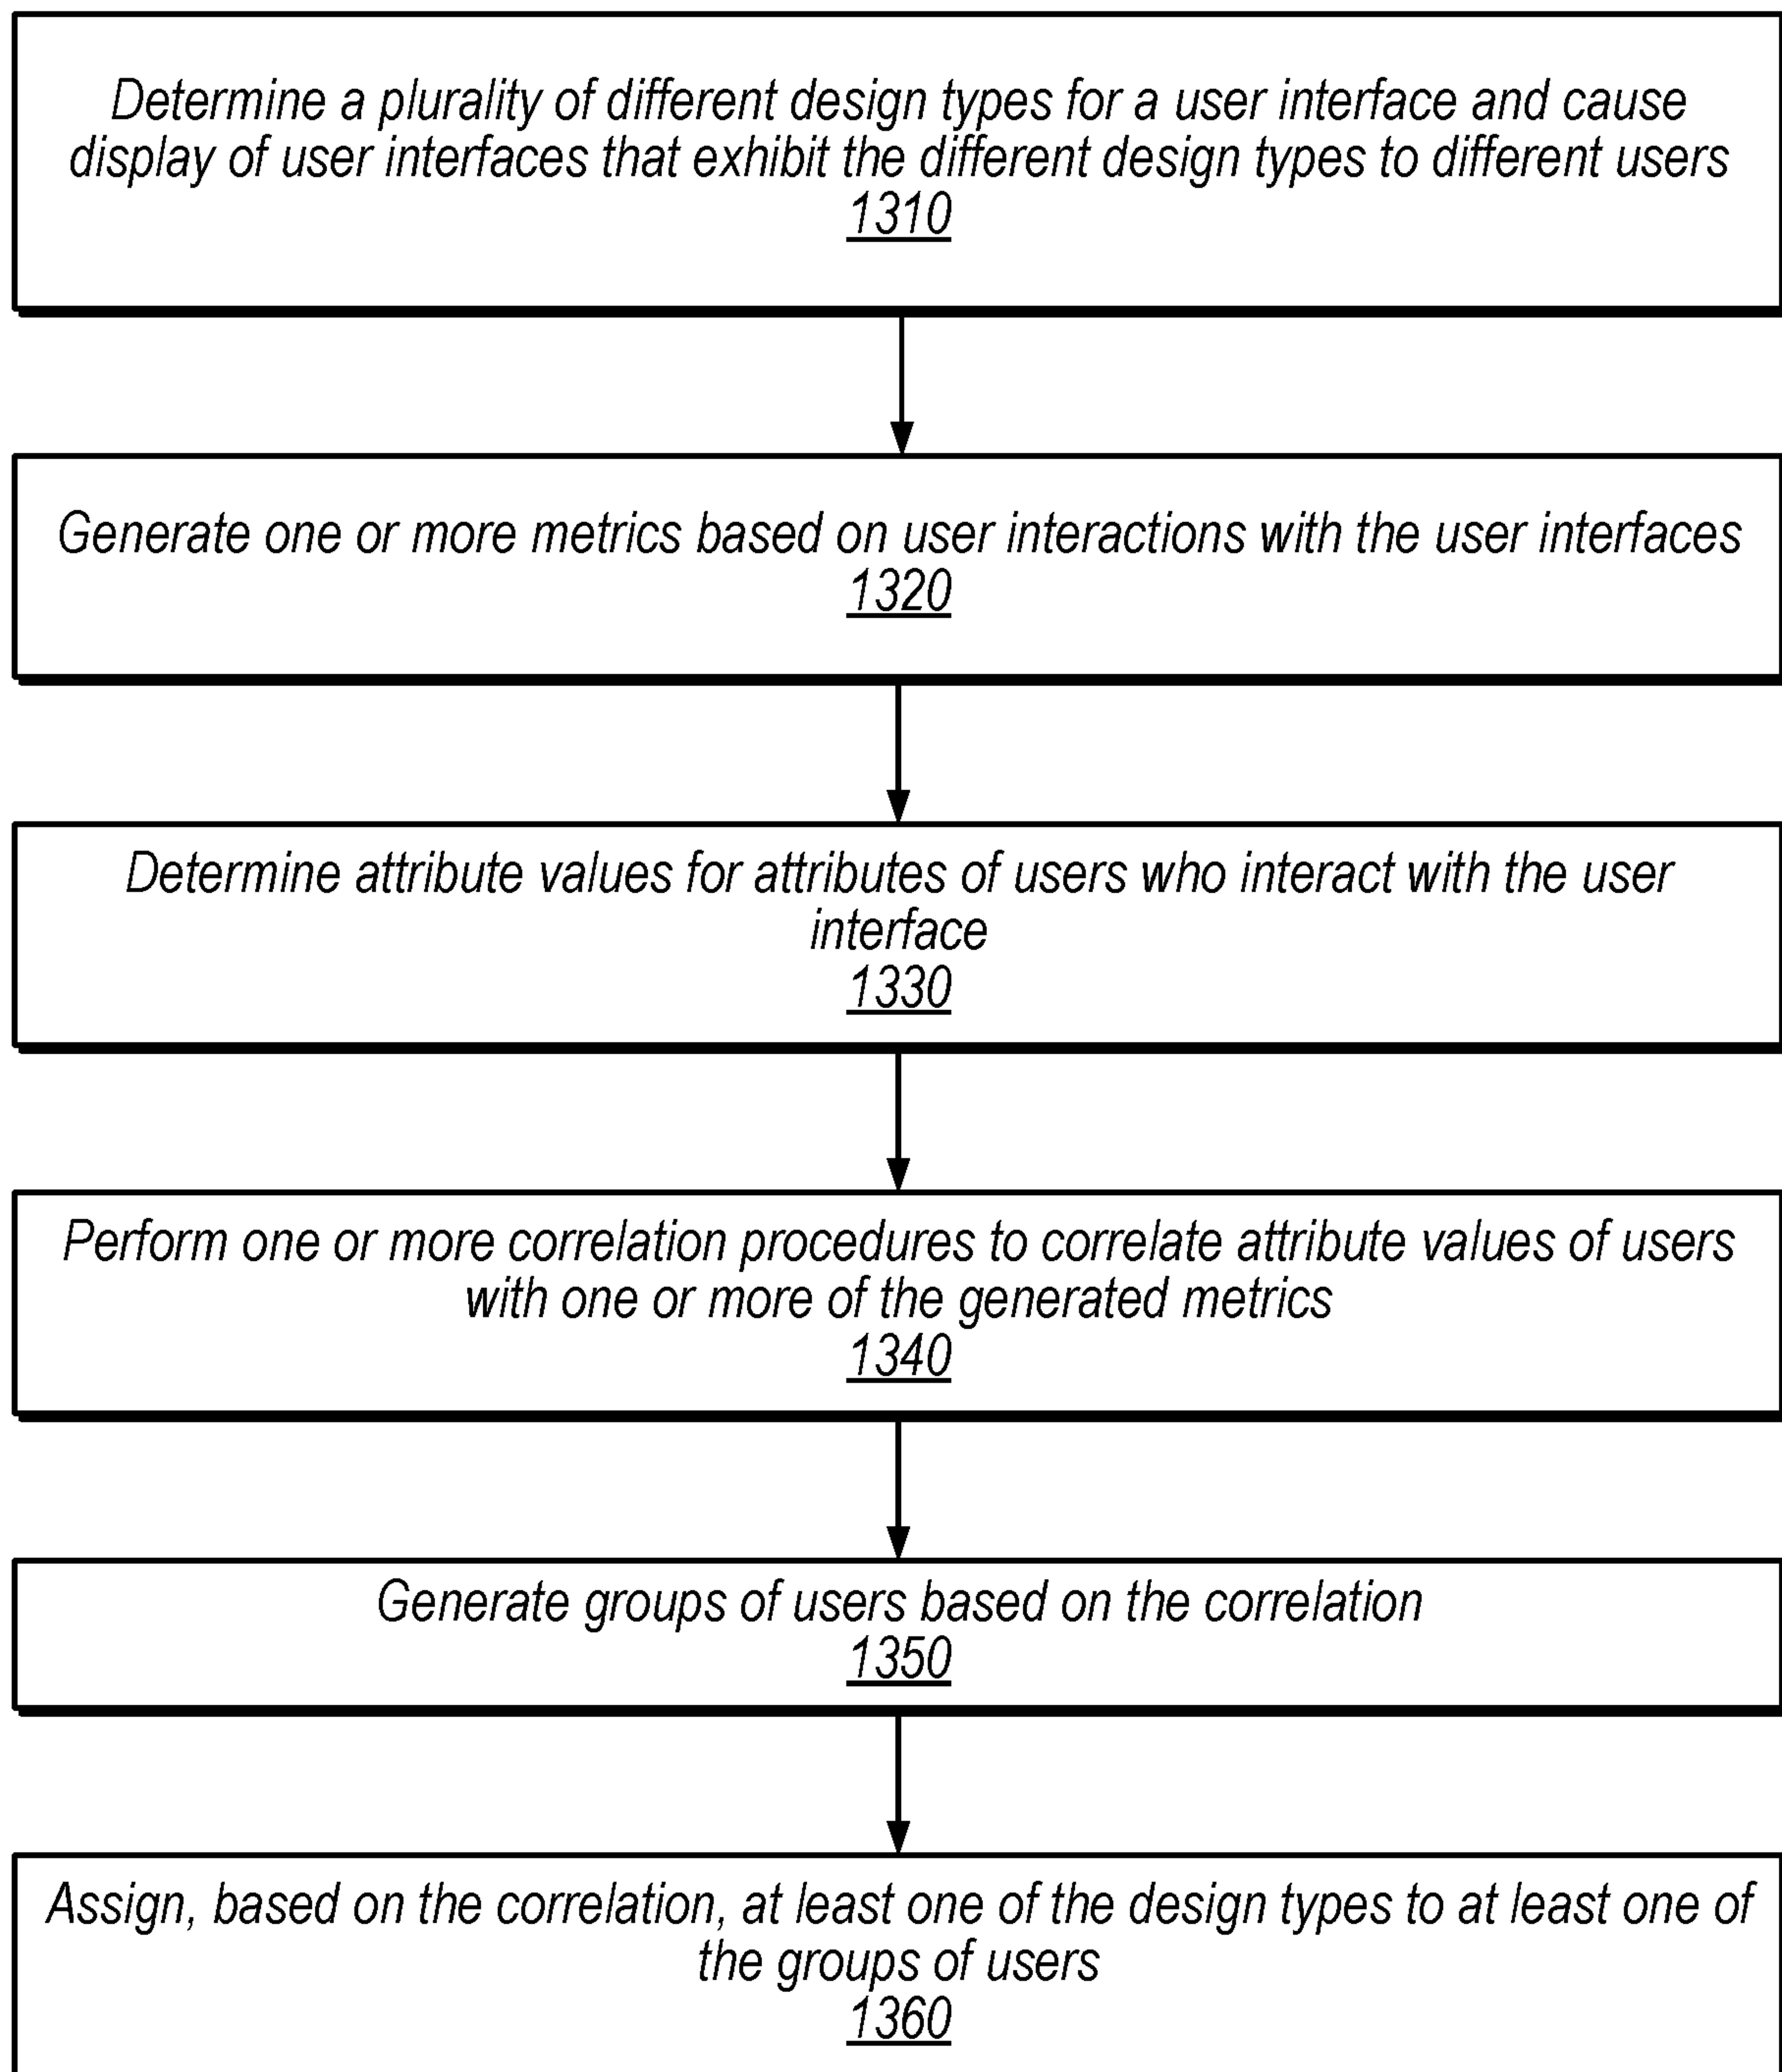 Determine a plurality of different design types for a user interface and cause
display of user interfaces that exhibit the different design types to different users
1310
Generate one or more metrics based on user interactions with the user interfaces
1320
Determine attribute values for attributes of users who interact with the user
interface
1330
Perform one or more correlation procedures to correlate attribute values of users
with one or more of the generated metrics
1340
Generate groups of users based on the correlation
1350
Assign, based on the correlation, at least one of the design types to at least one of
the groups of users
1360